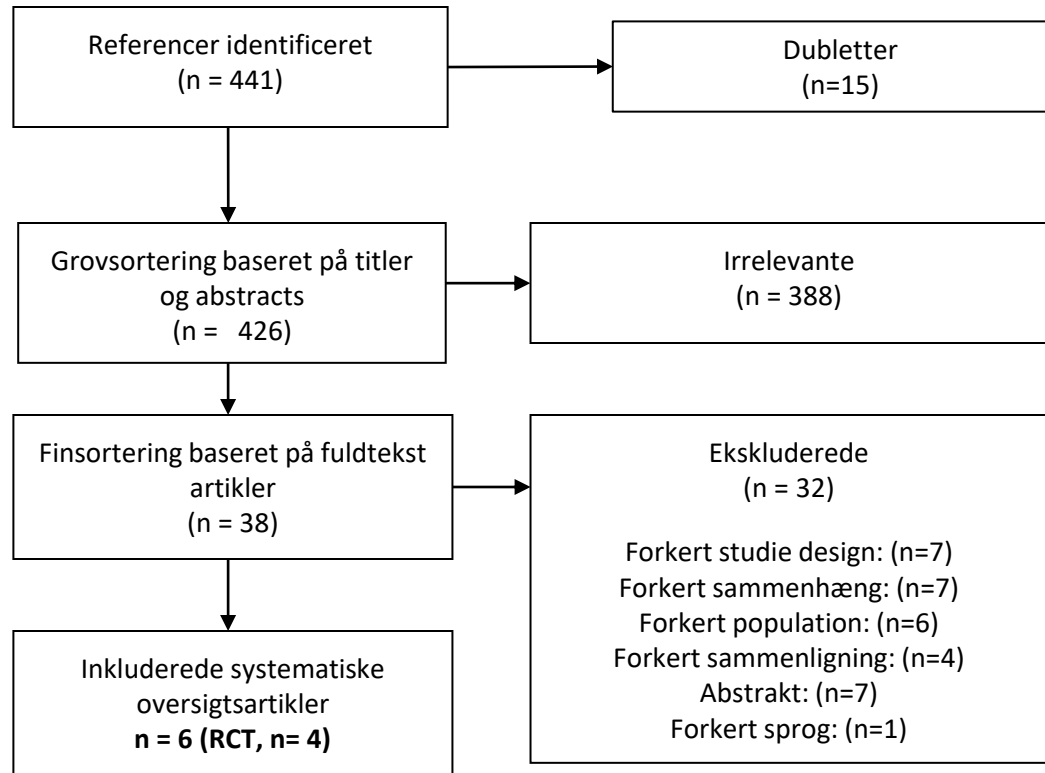 Referencer identificeret
(n = 441)
Dubletter
(n=15)
Grovsortering baseret på titler
og abstracts
(n = 426)
Irrelevante
(n = 388)
Finsortering baseret på fuldtekst
artikler
(n = 38)
Ekskluderede
(n = 32)
Forkert studie design: (n=7)
Forkert sammenhæng: (n=7)
Forkert population: (n=6)
Forkert sammenligning: (n=4)
Abstrakt: (n=7)
Forkert sprog: (n=1)
Inkluderede systematiske
oversigtsartikler
n = 6 (RCT, n= 4)